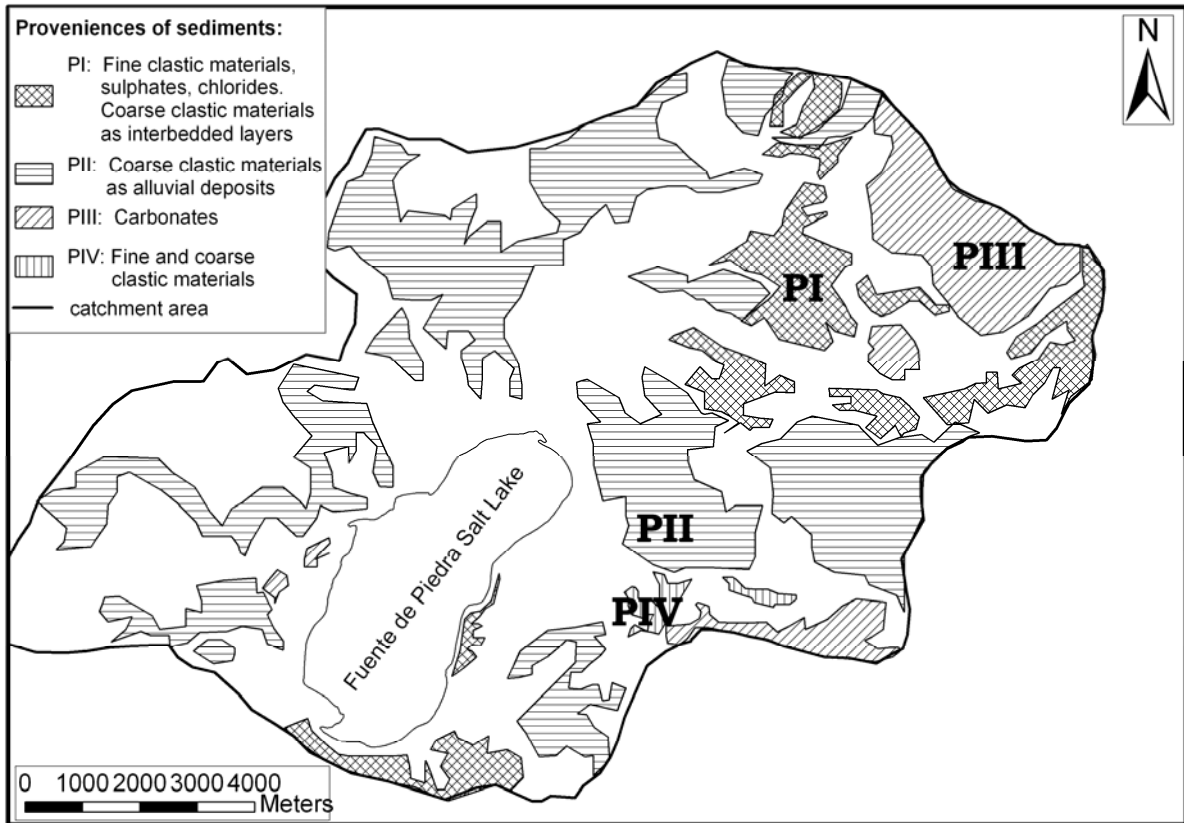 Proveniences of sediments:
PI: Fine clastic materials,
sulphates, chlorides.
Coarse clastic materials
as interbedded layers
PII: Coarse clastic materials
as alluvial deposits
PIII: Carbonates
PIV: Fine and coarse
clastic materials
catchment area
N
PIII
PI
PII
PIV
Fuente de Piedra Salt Lake
0 1000 2000 3000 4000
Meters